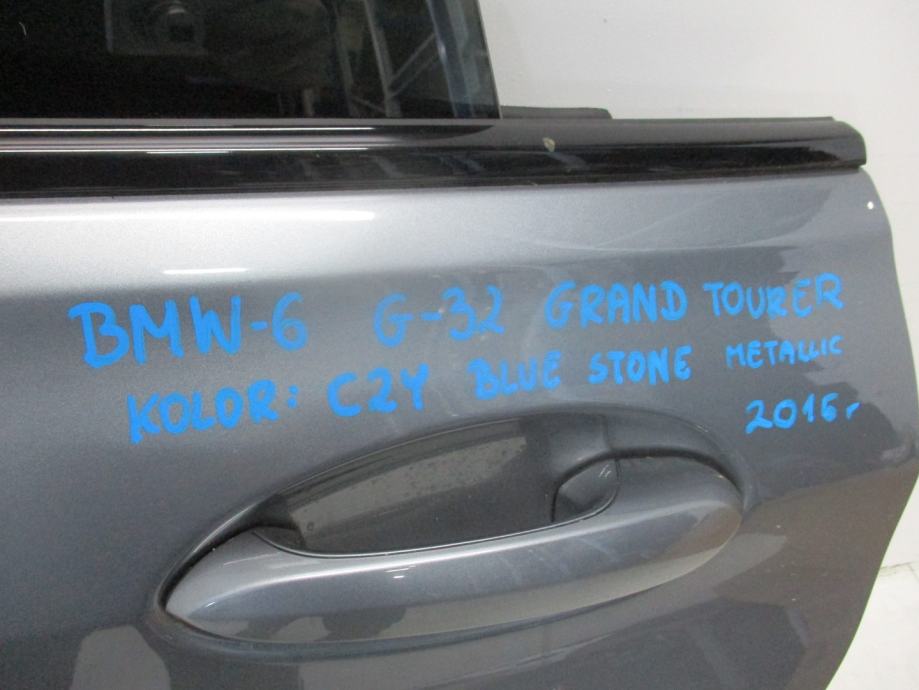 BMW-6 G-32 GRAND TOURER
KOLOR: C2Y BLUE STONE METALLIC
2016r